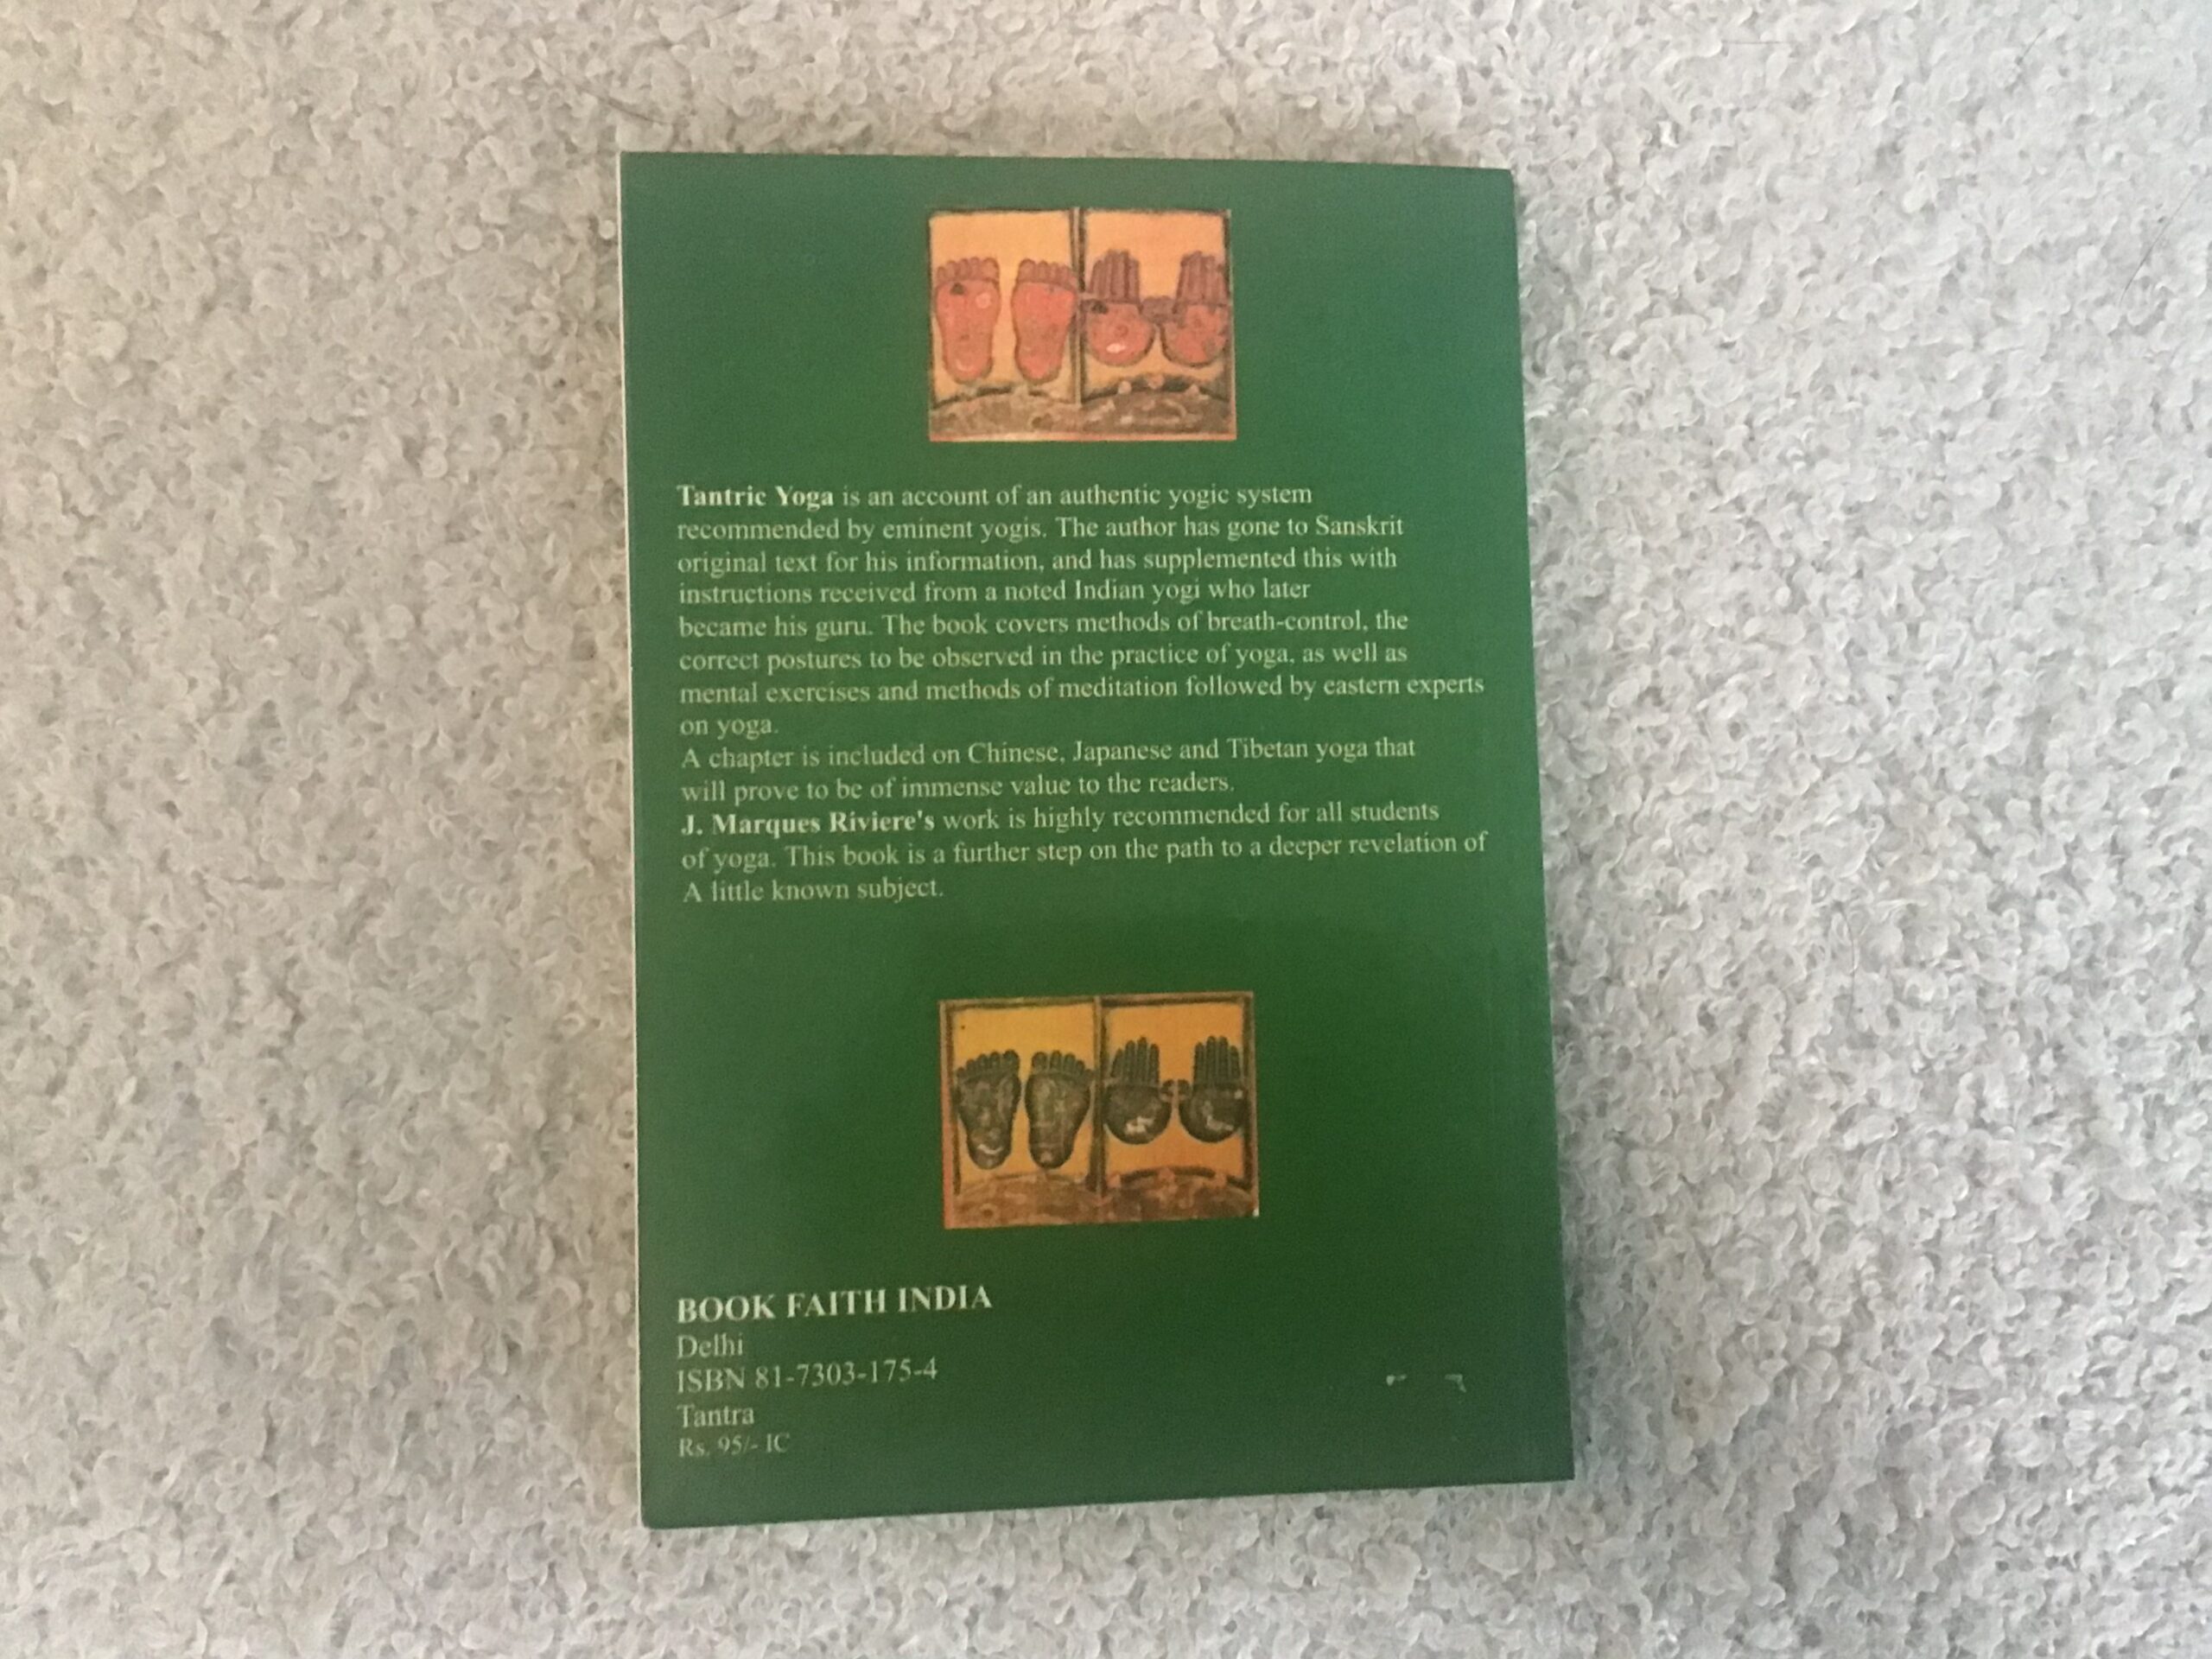 Tantric Yoga is an account of an authentic yogic system
recommended by eminent yogis. The author has gone to Sanskrit
original text for his information, and has supplemented this with
instructions received from a noted Indian yogi who later
became his guru. The book covers methods of breath-control, the
correct postures to be observed in the practice of yoga, as well as
mental exercises and methods of meditation followed by eastern experts
on yoga.
A chapter is included on Chinese, Japanese and Tibetan yoga that
will prove to be of immense value to the readers.
J. Marques Riviere's work is highly recommended for all students
of yoga. This book is a further step on the path to a deeper revelation of
A little known subject.
BOOK FAITH INDIA
Delhi
ISBN 81-7303-175-4
Tantra
Rs. 95/- IC